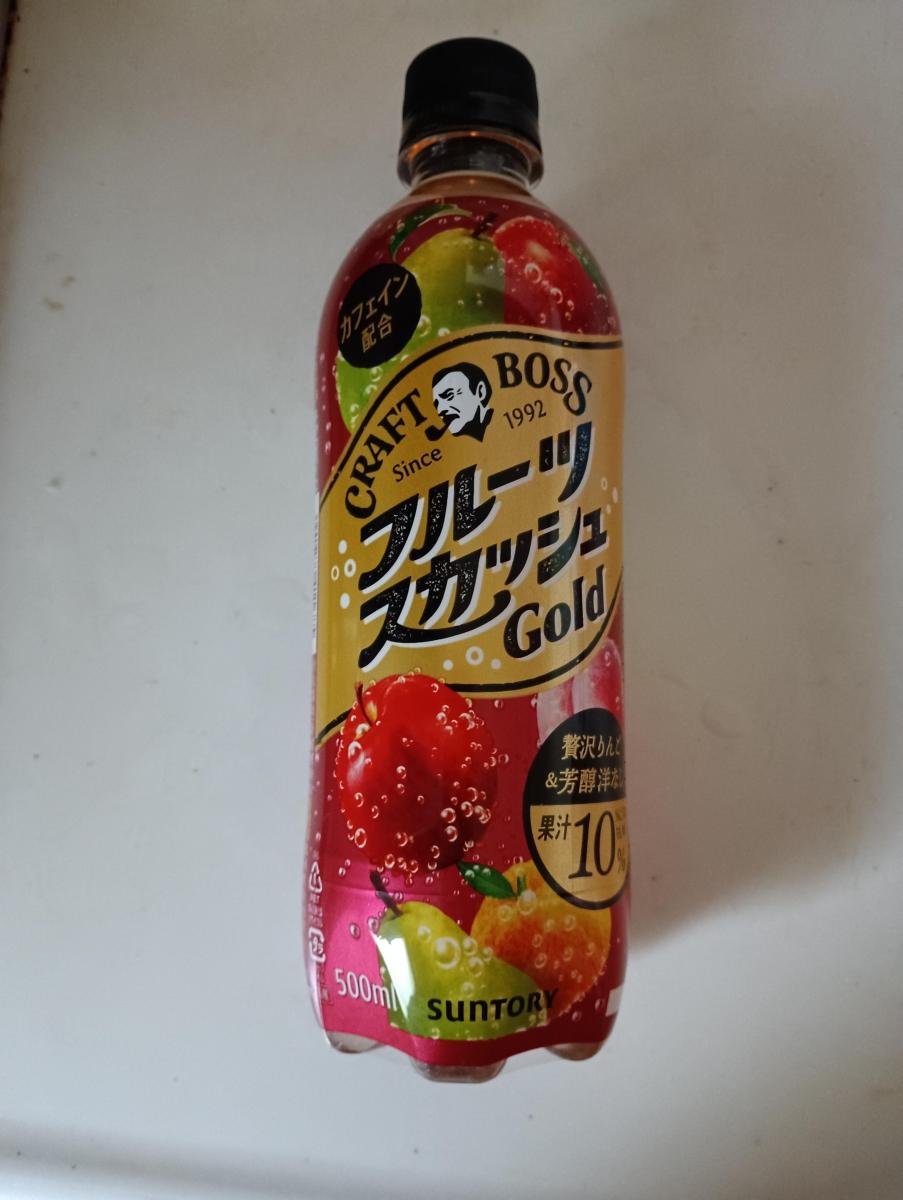 カフェイン
配合
CRAFT BOSS
Since 1992
フルーツ
スカッシュ
Gold
贅沢りんご
&芳醇洋なし
果汁10%
500ml
SUNTORY